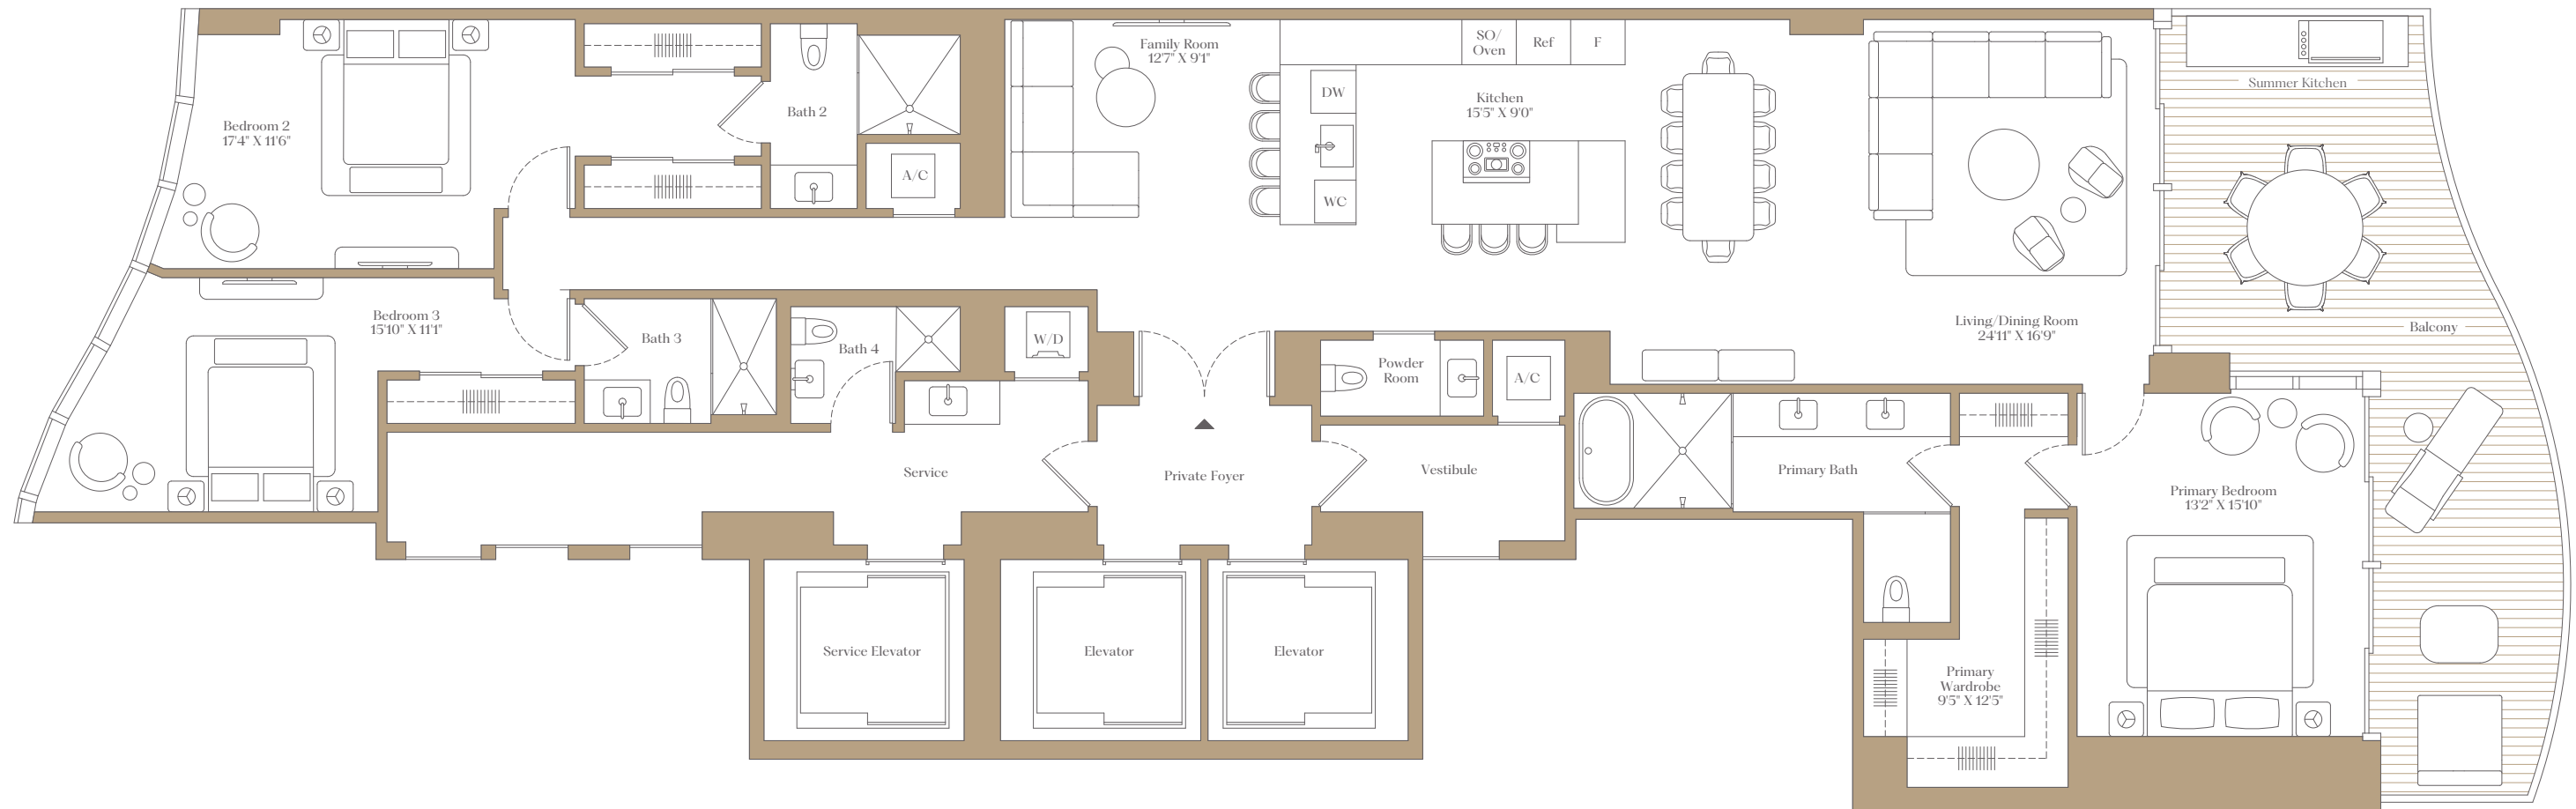 Bedroom 2
17'4" X 11'6"
Bath 2
A/C
Family Room
12'7" X 9'1"
SO/
Oven
Ref
F
DW
WC
Kitchen
15'5" X 9'0"
Summer Kitchen
Balcony
Living/Dining Room
24'11" X 16'9"
Bedroom 3
15'10" X 11'1"
Bath 3
Bath 4
W/D
Powder
Room
A/C
Service
Private Foyer
Vestibule
Primary Bath
Primary Bedroom
13'2" X 15'10"
Service Elevator
Elevator
Elevator
Primary
Wardrobe
9'5" X 12'5"